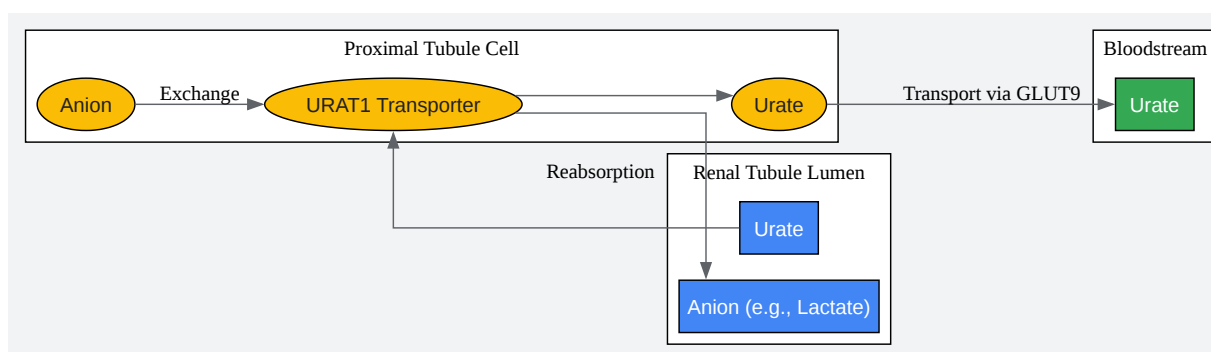 Proximal Tubule Cell
Bloodstream
Anion
Exchange
URAT1 Transporter
Urate
Transport via GLUT9
Urate
Reabsorption
Renal Tubule Lumen
Urate
Anion (e.g., Lactate)